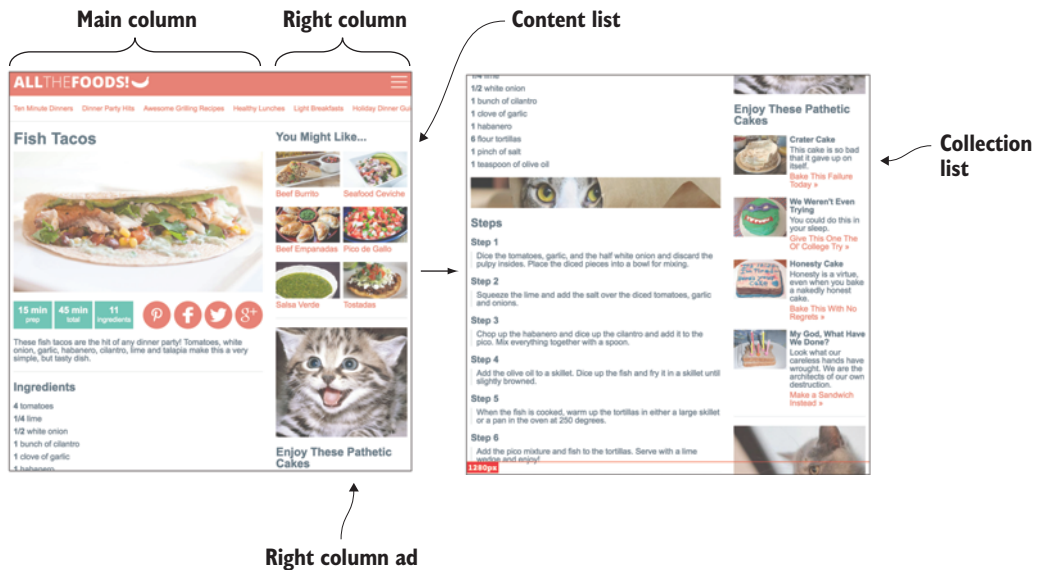 Main column
Right column
Content list
ALLTHEFOODS!
Ten Minute Dinners Dinner Party Hits Awesome Grilling Recipes Healthy Lunches Light Breakfasts Holiday Dinner Gui
Fish Tacos
15 min
prep
45 min
total
11
ingredients
These fish tacos are the hit of any dinner party! Tomatoes, white
onion, garlic, habanero, cilantro, lime and talapia make this a very
simple, but tasty dish.
Ingredients
4 tomatoes
1/4 lime
1/2 white onion
1 bunch of cilantro
1 clove of garlic
1 habanero
You Might Like...
Beef Burrito
Seafood Ceviche
Beef Empanadas
Pico de Gallo
Salsa Verde
Tostadas
Enjoy These Pathetic
Cakes
Right column ad
1/4 lime
1/2 white onion
1 bunch of cilantro
1 clove of garlic
1 habanero
6 flour tortillas
1 pinch of salt
1 teaspoon of olive oil
Steps
Step 1
Dice the tomatoes, garlic, and the half white onion and discard the
pulpy insides. Place the diced pieces into a bowl for mixing.
Step 2
Squeeze the lime and add the salt over the diced tomatoes, garlic
and onions.
Step 3
Chop up the habanero and dice up the cilantro and add it to the
pico. Mix everything together with a spoon.
Step 4
Add the olive oil to a skillet. Dice up the fish and fry it in a skillet until
slightly browned.
Step 5
When the fish is cooked, warm up the tortillas in either a large skillet
or a pan in the oven at 250 degrees.
Step 6
Add the pico mixture and fish to the tortillas. Serve with a lime
wedge and enjoy!
1280px
Enjoy These Pathetic
Cakes
Crater Cake
This cake is so bad
that it gave up on
itself.
Bake This Failure
Today »
We Weren't Even
Trying
You could do this in
your sleep.
Give This One The
Ol' College Try »
Honesty Cake
Honesty is a virtue,
even when you bake
a nakedly honest
cake.
Bake This With No
Regrets »
My God, What Have
We Done?
Look what our
careless hands have
wrought. We are the
architects of our own
destruction.
Make a Sandwich
Instead »
Collection
list